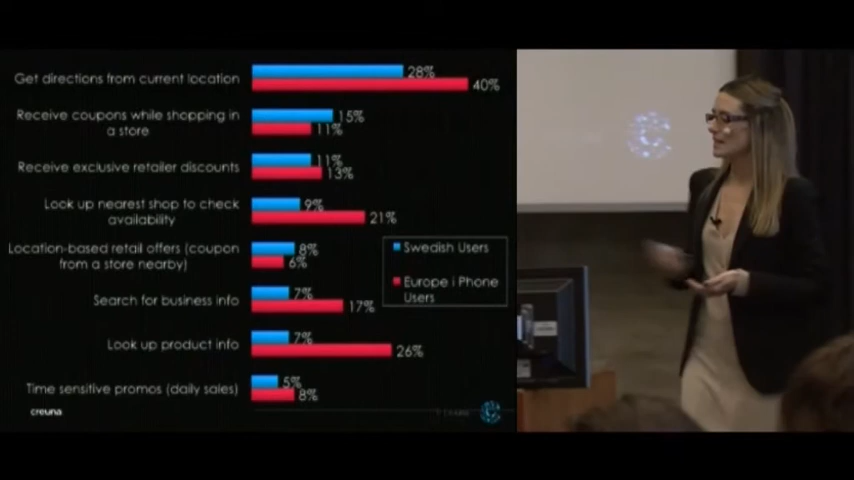 Get directions from current location
28%
40%
Receive coupons while shopping in
a store
15%
11%
Receive exclusive retailer discounts
11%
13%
Look up nearest shop to check
availability
9%
21%
Location-based retail offers (coupon
from a store nearby)
8%
6%
Swedish Users
Europe i Phone
Users
Search for business info
7%
17%
Look up product info
7%
26%
Time sensitive promos (daily sales)
5%
8%
creuna